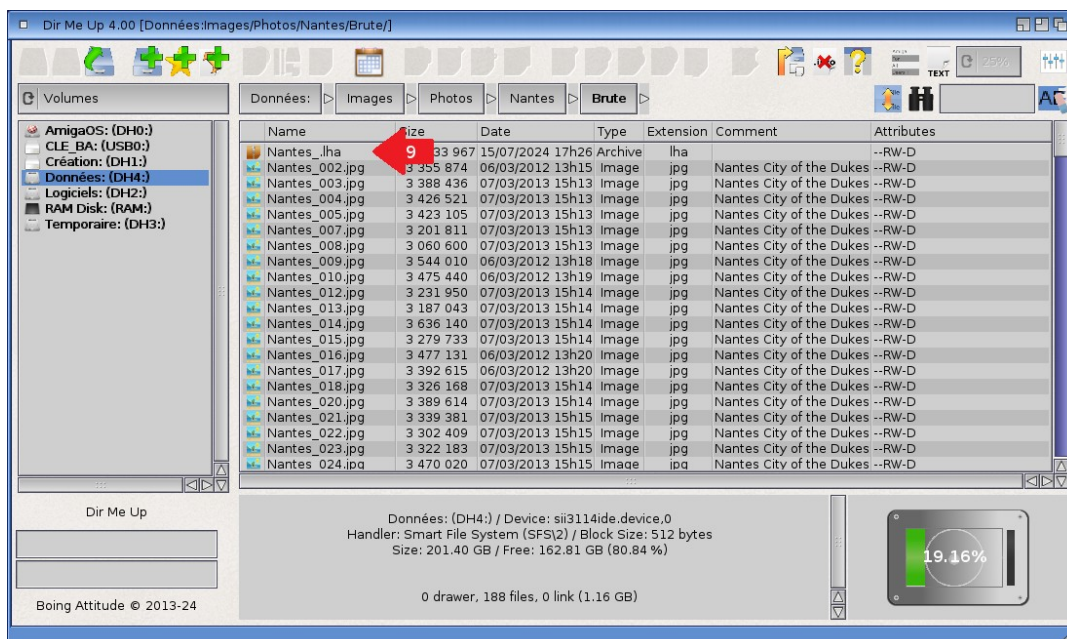 Dir Me Up 4.00 [Données:Images/Photos/Nantes/Brute/]
TEXT
25%
Volumes
Données: Images Photos Nantes Brute
AmigaOS: (DH0:)
CLE_BA: (USB0:)
Création: (DH1:)
Données: (DH4:)
Logiciels: (DH2:)
RAM Disk: (RAM:)
Temporaire: (DH3:)
Name Size Date Type Extension Comment Attributes
Nantes_.lha 9 33 967 15/07/2024 17h26 Archive lha --RW-D
Nantes_002.jpg 3 355 874 06/03/2012 13h15 Image jpg Nantes City of the Dukes --RW-D
Nantes_003.jpg 3 388 436 07/03/2013 15h13 Image jpg Nantes City of the Dukes --RW-D
Nantes_004.jpg 3 426 521 07/03/2013 15h13 Image jpg Nantes City of the Dukes --RW-D
Nantes_005.jpg 3 423 105 07/03/2013 15h13 Image jpg Nantes City of the Dukes --RW-D
Nantes_007.jpg 3 201 811 07/03/2013 15h13 Image jpg Nantes City of the Dukes --RW-D
Nantes_008.jpg 3 060 600 07/03/2013 15h13 Image jpg Nantes City of the Dukes --RW-D
Nantes_009.jpg 3 544 010 06/03/2012 13h18 Image jpg Nantes City of the Dukes --RW-D
Nantes_010.jpg 3 475 440 06/03/2012 13h19 Image jpg Nantes City of the Dukes --RW-D
Nantes_012.jpg 3 231 950 07/03/2013 15h14 Image jpg Nantes City of the Dukes --RW-D
Nantes_013.jpg 3 187 043 07/03/2013 15h14 Image jpg Nantes City of the Dukes --RW-D
Nantes_014.jpg 3 636 140 07/03/2013 15h14 Image jpg Nantes City of the Dukes --RW-D
Nantes_015.jpg 3 279 733 07/03/2013 15h14 Image jpg Nantes City of the Dukes --RW-D
Nantes_016.jpg 3 477 131 06/03/2012 13h20 Image jpg Nantes City of the Dukes --RW-D
Nantes_017.jpg 3 392 615 06/03/2012 13h20 Image jpg Nantes City of the Dukes --RW-D
Nantes_018.jpg 3 326 168 07/03/2013 15h14 Image jpg Nantes City of the Dukes --RW-D
Nantes_020.jpg 3 389 614 07/03/2013 15h14 Image jpg Nantes City of the Dukes --RW-D
Nantes_021.jpg 3 339 381 07/03/2013 15h15 Image jpg Nantes City of the Dukes --RW-D
Nantes_022.jpg 3 302 409 07/03/2013 15h15 Image jpg Nantes City of the Dukes --RW-D
Nantes_023.jpg 3 322 183 07/03/2013 15h15 Image jpg Nantes City of the Dukes --RW-D
Nantes_024.jpg 3 470 020 07/03/2013 15h15 Image jpg Nantes City of the Dukes --RW-D
Dir Me Up
Boing Attitude © 2013-24
Données: (DH4:) / Device: sii3114ide.device,0
Handler: Smart File System (SFS\2) / Block Size: 512 bytes
Size: 201.40 GB / Free: 162.81 GB (80.84 %)
0 drawer, 188 files, 0 link (1.16 GB)
19.16%